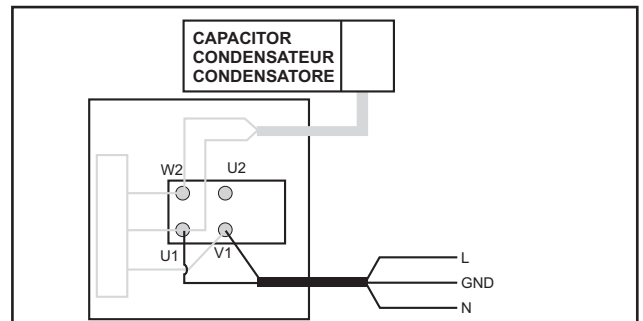 CAPACITOR
CONDENSATEUR
CONDENSATORE
W2 U2
U1 V1
L
GND
N